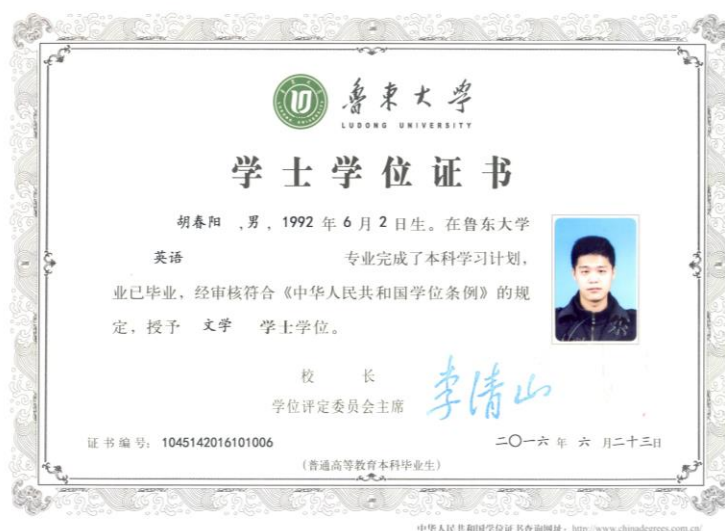 魯東大学
LUDONG UNIVERSITY
学士学位证书
胡春阳 ,男,1992 年 6 月 2 日生。在鲁东大学
英语 专业完成了本科学习计划,
业已毕业,经审核符合《中华人民共和国学位条例》的规
定,授予 文学 学士学位。
校 长
学位评定委员会主席 李清山
证书编号: 1045142016101006 二〇一六 年 六 月二十三日
(普通高等教育本科毕业生)
中华人民共和国学位证书查询网址:http://www.chinadegrees.com.cn/